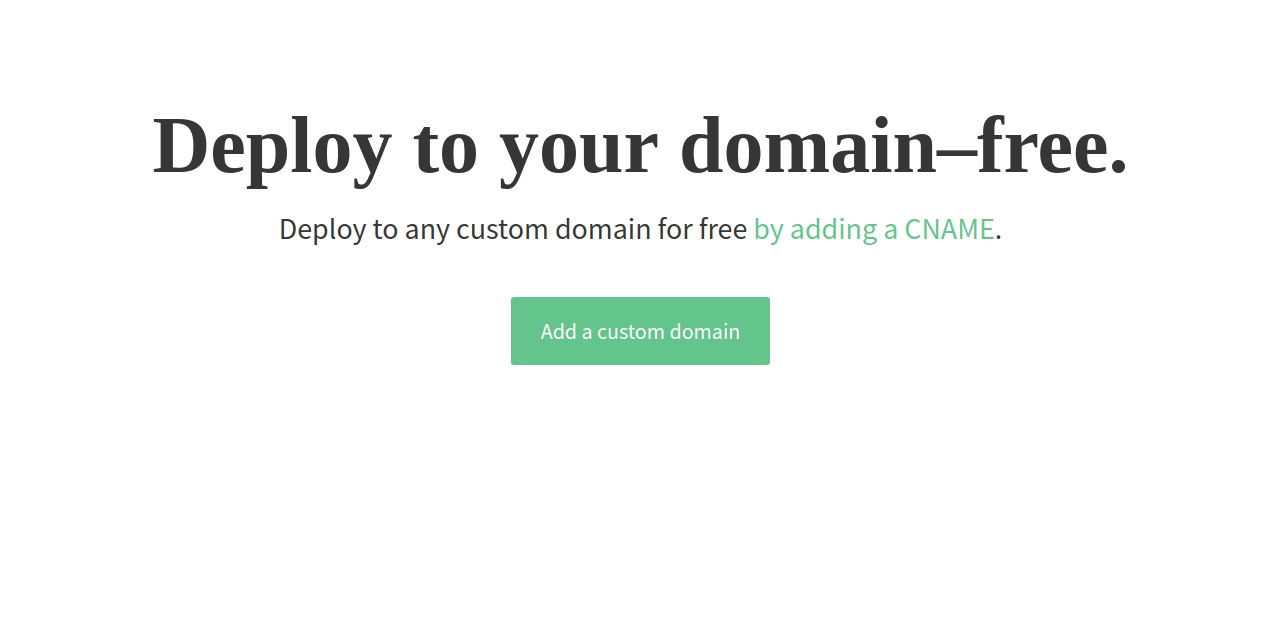 Deploy to your domain–free.
Deploy to any custom domain for free by adding a CNAME.
Add a custom domain